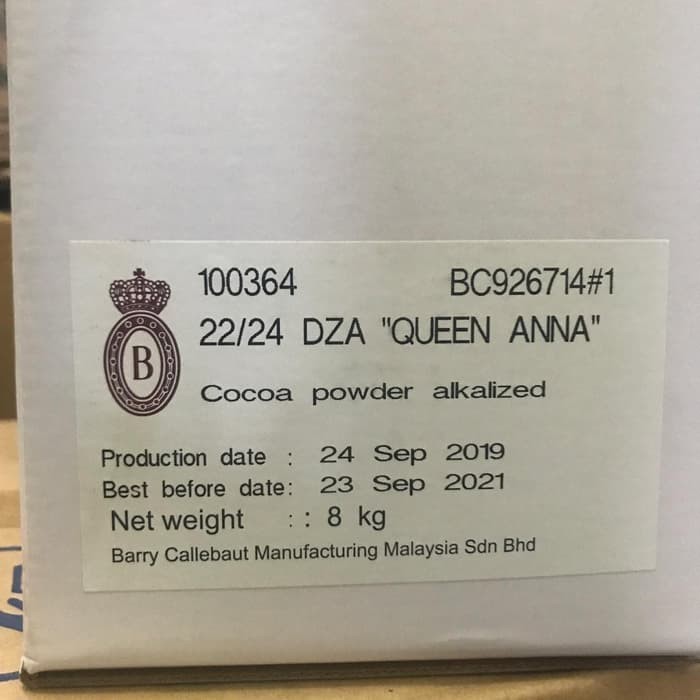 100364 BC926714#1
22/24 DZA "QUEEN ANNA"
B
Cocoa powder alkalized
Production date : 24 Sep 2019
Best before date: 23 Sep 2021
Net weight : : 8 kg
Barry Callebaut Manufacturing Malaysia Sdn Bhd